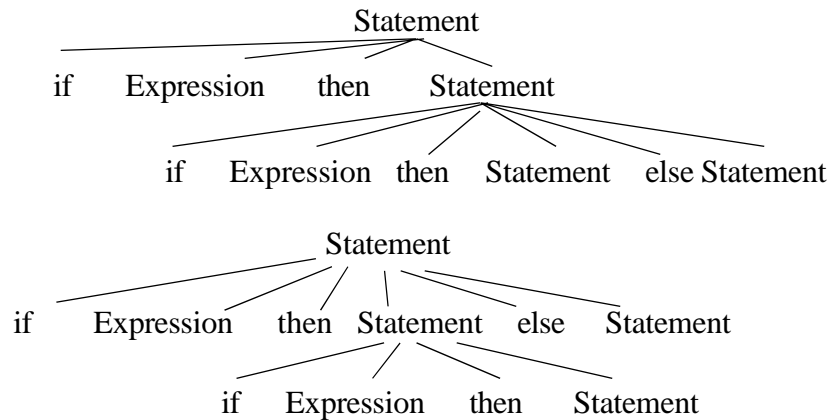 Statement
if Expression then Statement
if Expression then Statement else Statement
Statement
if Expression then Statement else Statement
if Expression then Statement